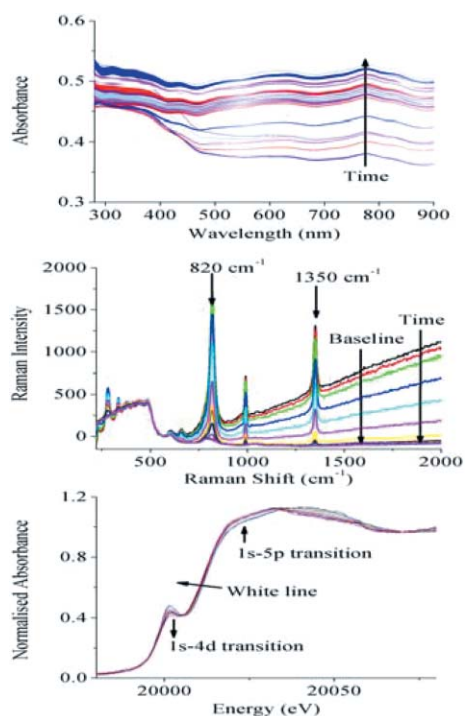 0.6
0.5
0.4
0.3
Absorbance
Time
300 400 500 600 700 800 900
Wavelength (nm)
2000
1500
1000
500
0
Raman Intensity
820 cm⁻¹
1350 cm⁻¹
Baseline
Time
500 1000 1500 2000
Raman Shift (cm⁻¹)
1.2
0.8
0.4
0.0
Normalised Absorbance
1s-5p transition
White line
1s-4d transition
20000 20050
Energy (eV)